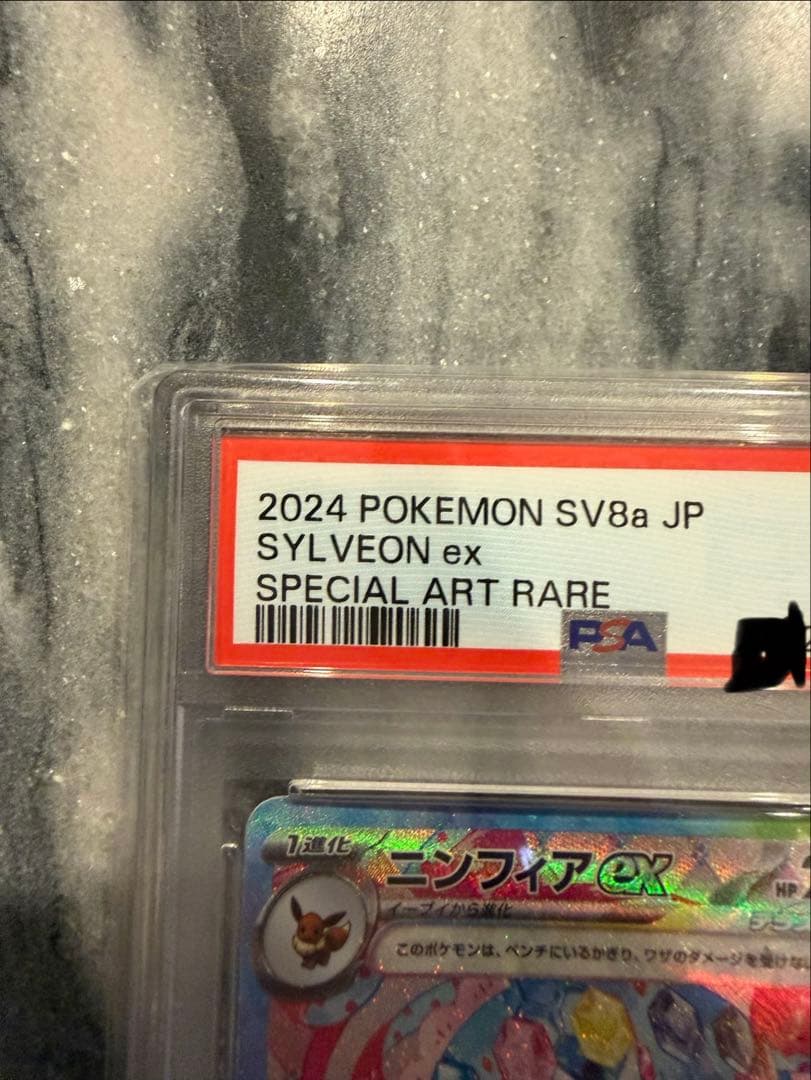 2024 POKEMON SV8a JP
SYLVEON ex
SPECIAL ART RARE
PSA
1進化
ニンフィアex
HP
イーブイから進化
このポケモンは、ベンチにいるかぎり、ワザのダメージを受けな